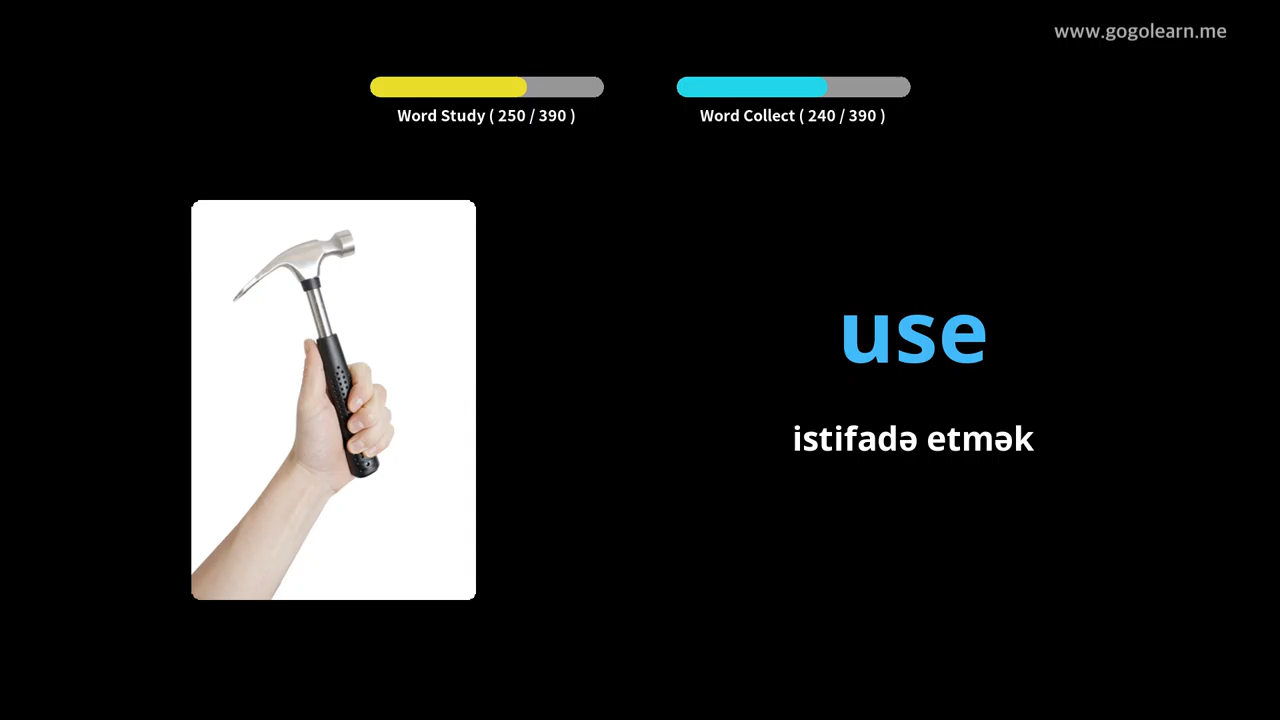 www.gogolearn.me
Word Study ( 250 / 390 )
Word Collect ( 240 / 390 )
use
istifadə etmək